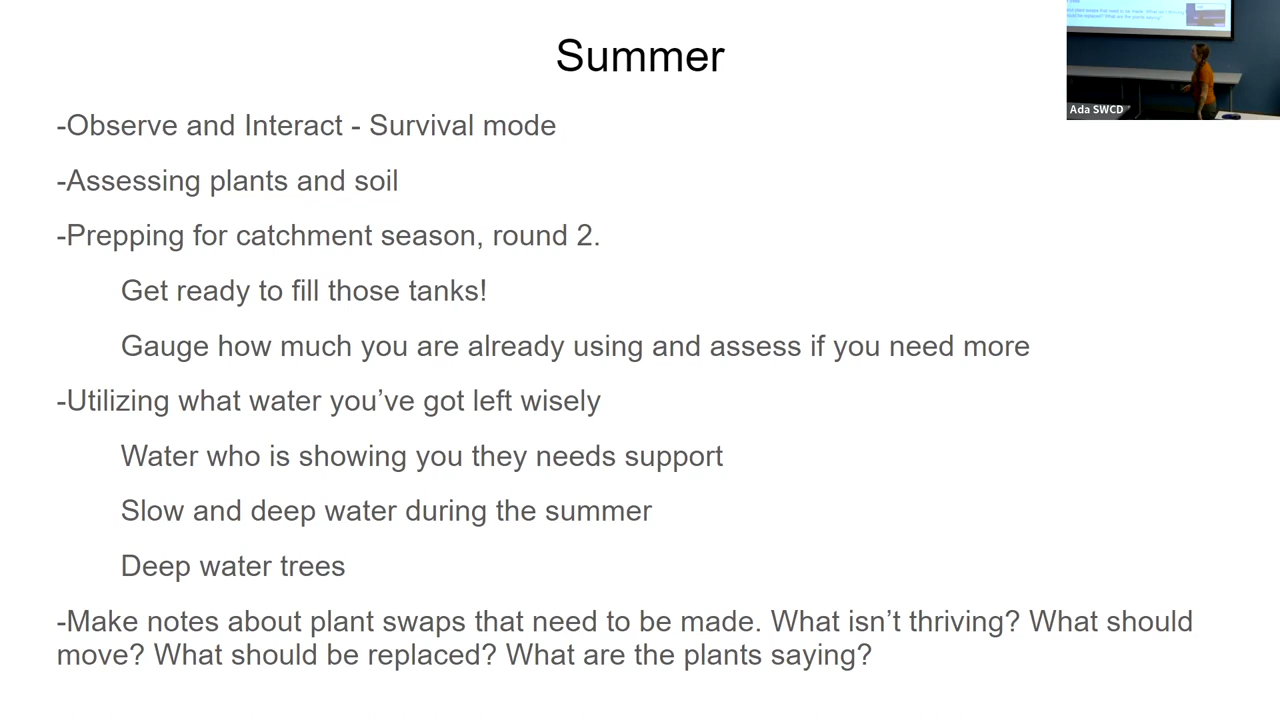 Summer
-Observe and Interact - Survival mode
-Assessing plants and soil
-Prepping for catchment season, round 2.
Get ready to fill those tanks!
Gauge how much you are already using and assess if you need more
-Utilizing what water you’ve got left wisely
Water who is showing you they needs support
Slow and deep water during the summer
Deep water trees
-Make notes about plant swaps that need to be made. What isn’t thriving? What should
move? What should be replaced? What are the plants saying?
Ada SWCD